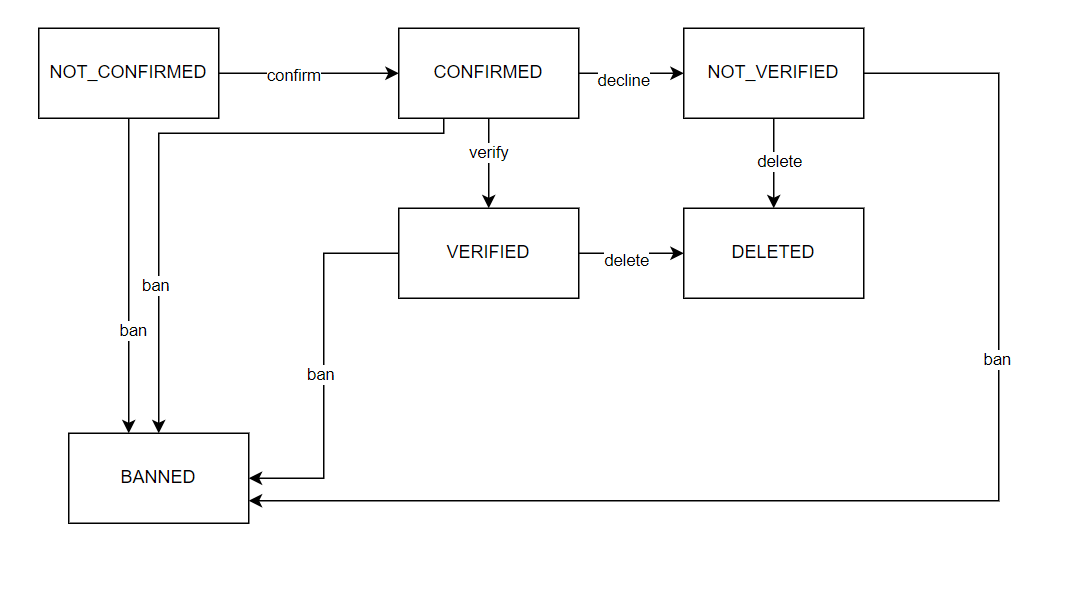 NOT_CONFIRMED
confirm
CONFIRMED
decline
NOT_VERIFIED
verify
delete
VERIFIED
delete
DELETED
ban
ban
ban
ban
BANNED